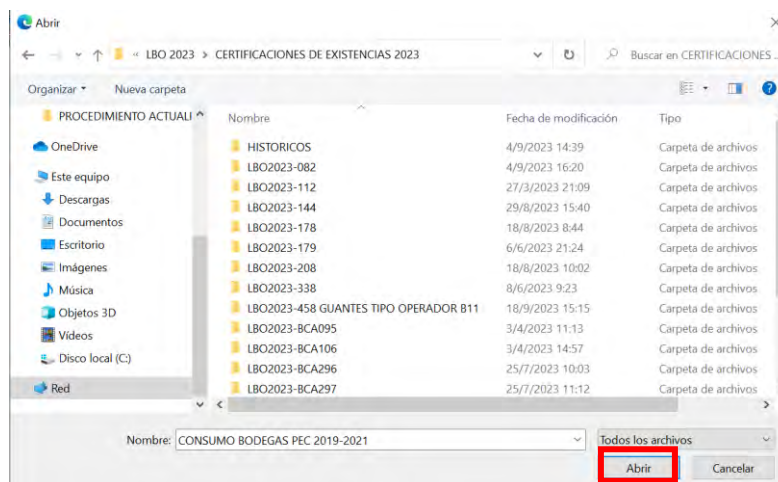 Abrir
« LBO 2023 > CERTIFICACIONES DE EXISTENCIAS 2023
Buscar en CERTIFICACIONES ...
Organizar
Nueva carpeta
PROCEDIMIENTO ACTUALI
OneDrive
Este equipo
Descargas
Documentos
Escritorio
Imágenes
Música
Objetos 3D
Vídeos
Disco local (C:)
Red
Nombre Fecha de modificación Tipo
HISTORICOS 4/9/2023 14:39 Carpeta de archivos
LBO2023-082 4/9/2023 16:20 Carpeta de archivos
LBO2023-112 27/3/2023 21:09 Carpeta de archivos
LBO2023-144 29/8/2023 15:40 Carpeta de archivos
LBO2023-178 18/8/2023 8:44 Carpeta de archivos
LBO2023-179 6/6/2023 21:24 Carpeta de archivos
LBO2023-208 18/8/2023 10:02 Carpeta de archivos
LBO2023-338 8/6/2023 9:23 Carpeta de archivos
LBO2023-458 GUANTES TIPO OPERADOR B11 18/9/2023 15:15 Carpeta de archivos
LBO2023-BCA095 3/4/2023 11:13 Carpeta de archivos
LBO2023-BCA106 3/4/2023 14:57 Carpeta de archivos
LBO2023-BCA296 25/7/2023 10:03 Carpeta de archivos
LBO2023-BCA297 25/7/2023 11:12 Carpeta de archivos
Nombre: CONSUMO BODEGAS PEC 2019-2021
Todos los archivos
Abrir
Cancelar